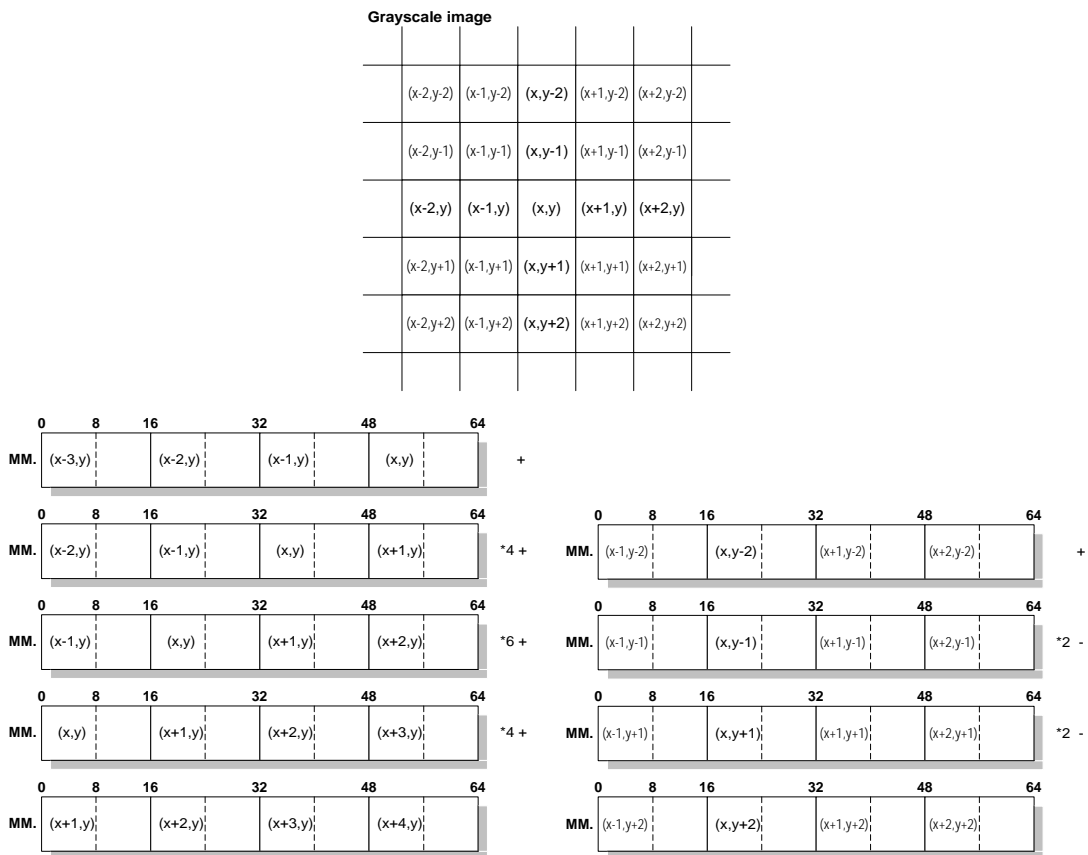 Grayscale image
(x-2,y-2) (x-1,y-2) (x,y-2) (x+1,y-2) (x+2,y-2)
(x-2,y-1) (x-1,y-1) (x,y-1) (x+1,y-1) (x+2,y-1)
(x-2,y) (x-1,y) (x,y) (x+1,y) (x+2,y)
(x-2,y+1) (x-1,y+1) (x,y+1) (x+1,y+1) (x+2,y+1)
(x-2,y+2) (x-1,y+2) (x,y+2) (x+1,y+2) (x+2,y+2)
0 8 16 32 48 64
MM. (x-3,y) (x-2,y) (x-1,y) (x,y) +
0 8 16 32 48 64
MM. (x-2,y) (x-1,y) (x,y) (x+1,y) *4 +
0 8 16 32 48 64
MM. (x-1,y) (x,y) (x+1,y) (x+2,y) *6 +
0 8 16 32 48 64
MM. (x,y) (x+1,y) (x+2,y) (x+3,y) *4 +
0 8 16 32 48 64
MM. (x+1,y) (x+2,y) (x+3,y) (x+4,y)
0 8 16 32 48 64
MM. (x-1,y-2) (x,y-2) (x+1,y-2) (x+2,y-2) +
0 8 16 32 48 64
MM. (x-1,y-1) (x,y-1) (x+1,y-1) (x+2,y-1) *2 -
0 8 16 32 48 64
MM. (x-1,y+1) (x,y+1) (x+1,y+1) (x+2,y+1) *2 -
0 8 16 32 48 64
MM. (x-1,y+2) (x,y+2) (x+1,y+2) (x+2,y+2)